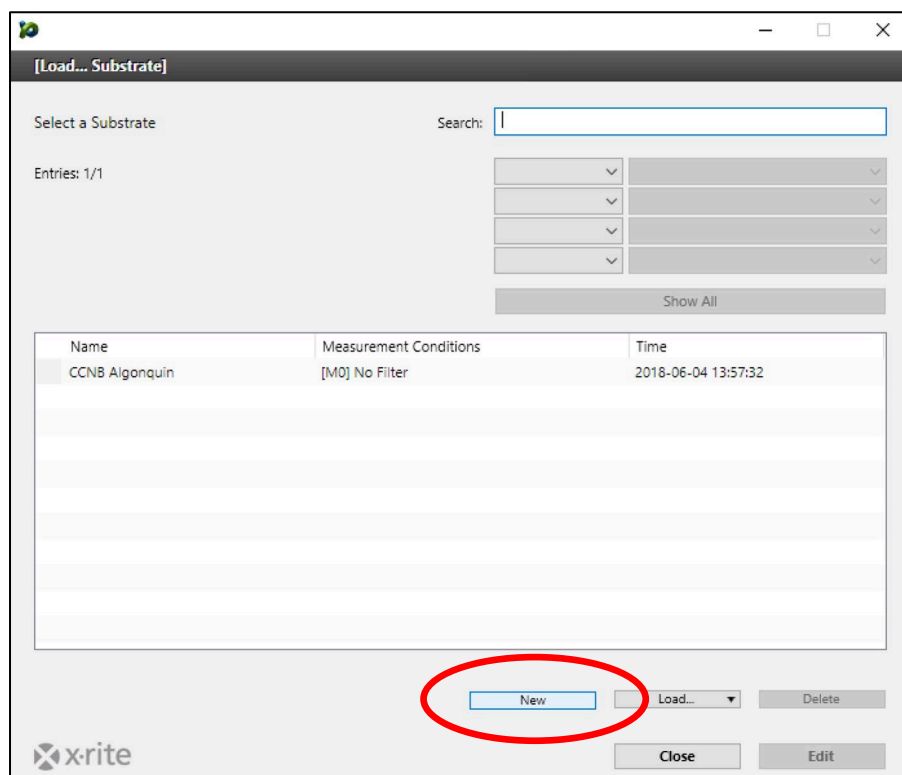 [Load... Substrate]
Select a Substrate Search:
Entries: 1/1
Show All
Name Measurement Conditions Time
CCNB Algonquin [M0] No Filter 2018-06-04 13:57:32
New Load... Delete
x·rite Close Edit